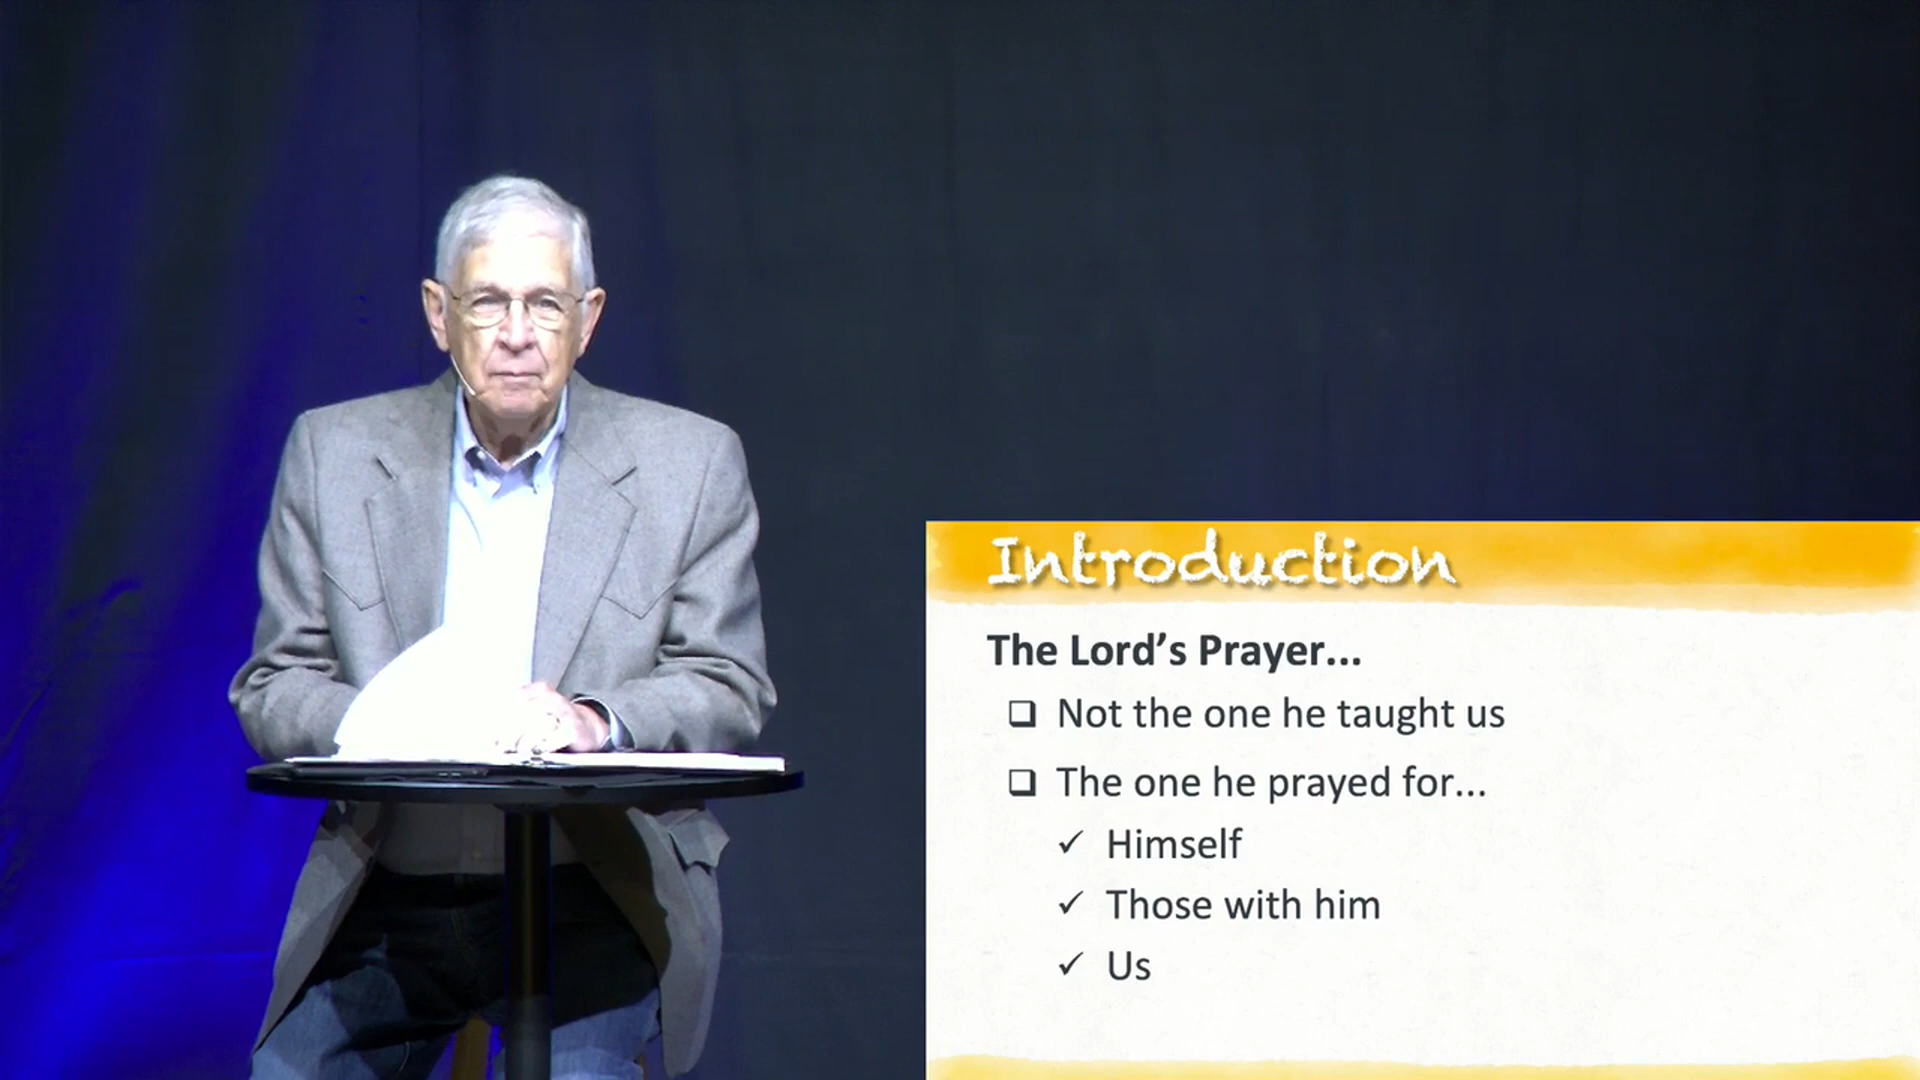 Introduction
The Lord's Prayer...
❑ Not the one he taught us
❑ The one he prayed for...
✓ Himself
✓ Those with him
✓ Us